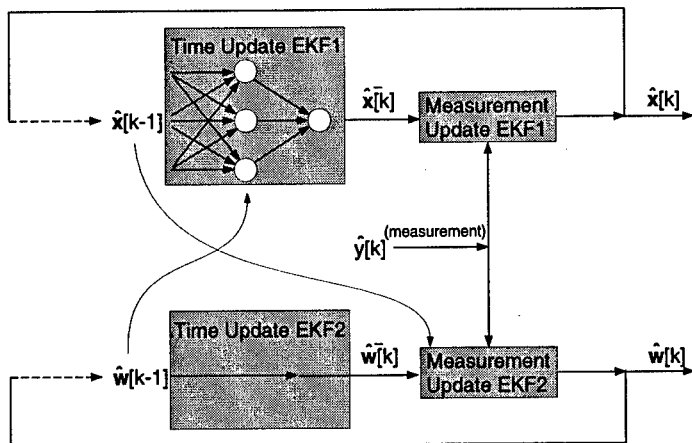 Time Update EKF1
x̂[k-1]
x̂⁻[k]
Measurement
Update EKF1
x̂[k]
(measurement)
ŷ[k]
Time Update EKF2
ŵ[k-1]
ŵ⁻[k]
Measurement
Update EKF2
ŵ[k]